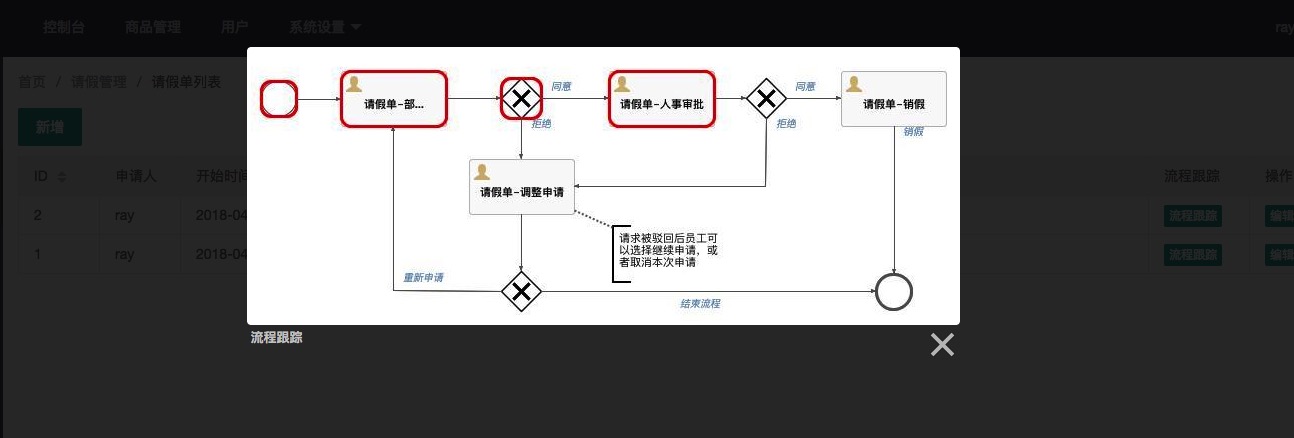 控制台 商品管理 用户 系统设置 ray
首页 / 请假管理 / 请假单列表
新增
ID 申请人 开始时间 流程跟踪 操作
2 ray 2018-04 流程跟踪 编辑
1 ray 2018-04 流程跟踪 编辑
请假单-部...
同意
请假单-人事审批
同意
请假单-销假
拒绝
拒绝
销假
请假单-调整申请
请求被驳回后员工可
以选择继续申请，或
者取消本次申请
重新申请
结束流程
流程跟踪